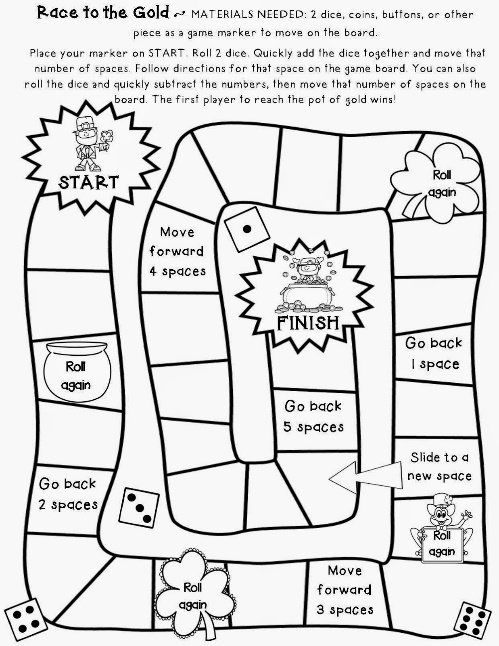 Race to the Gold ~ MATERIALS NEEDED: 2 dice, coins, buttons, or other
piece as a game marker to move on the board.
Place your marker on START. Roll 2 dice. Quickly add the dice together and move that
number of spaces. Follow directions for that space on the game board. You can also
roll the dice and quickly subtract the numbers, then move that number of spaces on the
board. The first player to reach the pot of gold wins!
START
Roll
again
Go back
2 spaces
Roll
again
Move
forward
3 spaces
Roll
again
Slide to a
new space
Go back
1 space
Roll
again
Move
forward
4 spaces
Go back
5 spaces
FINISH